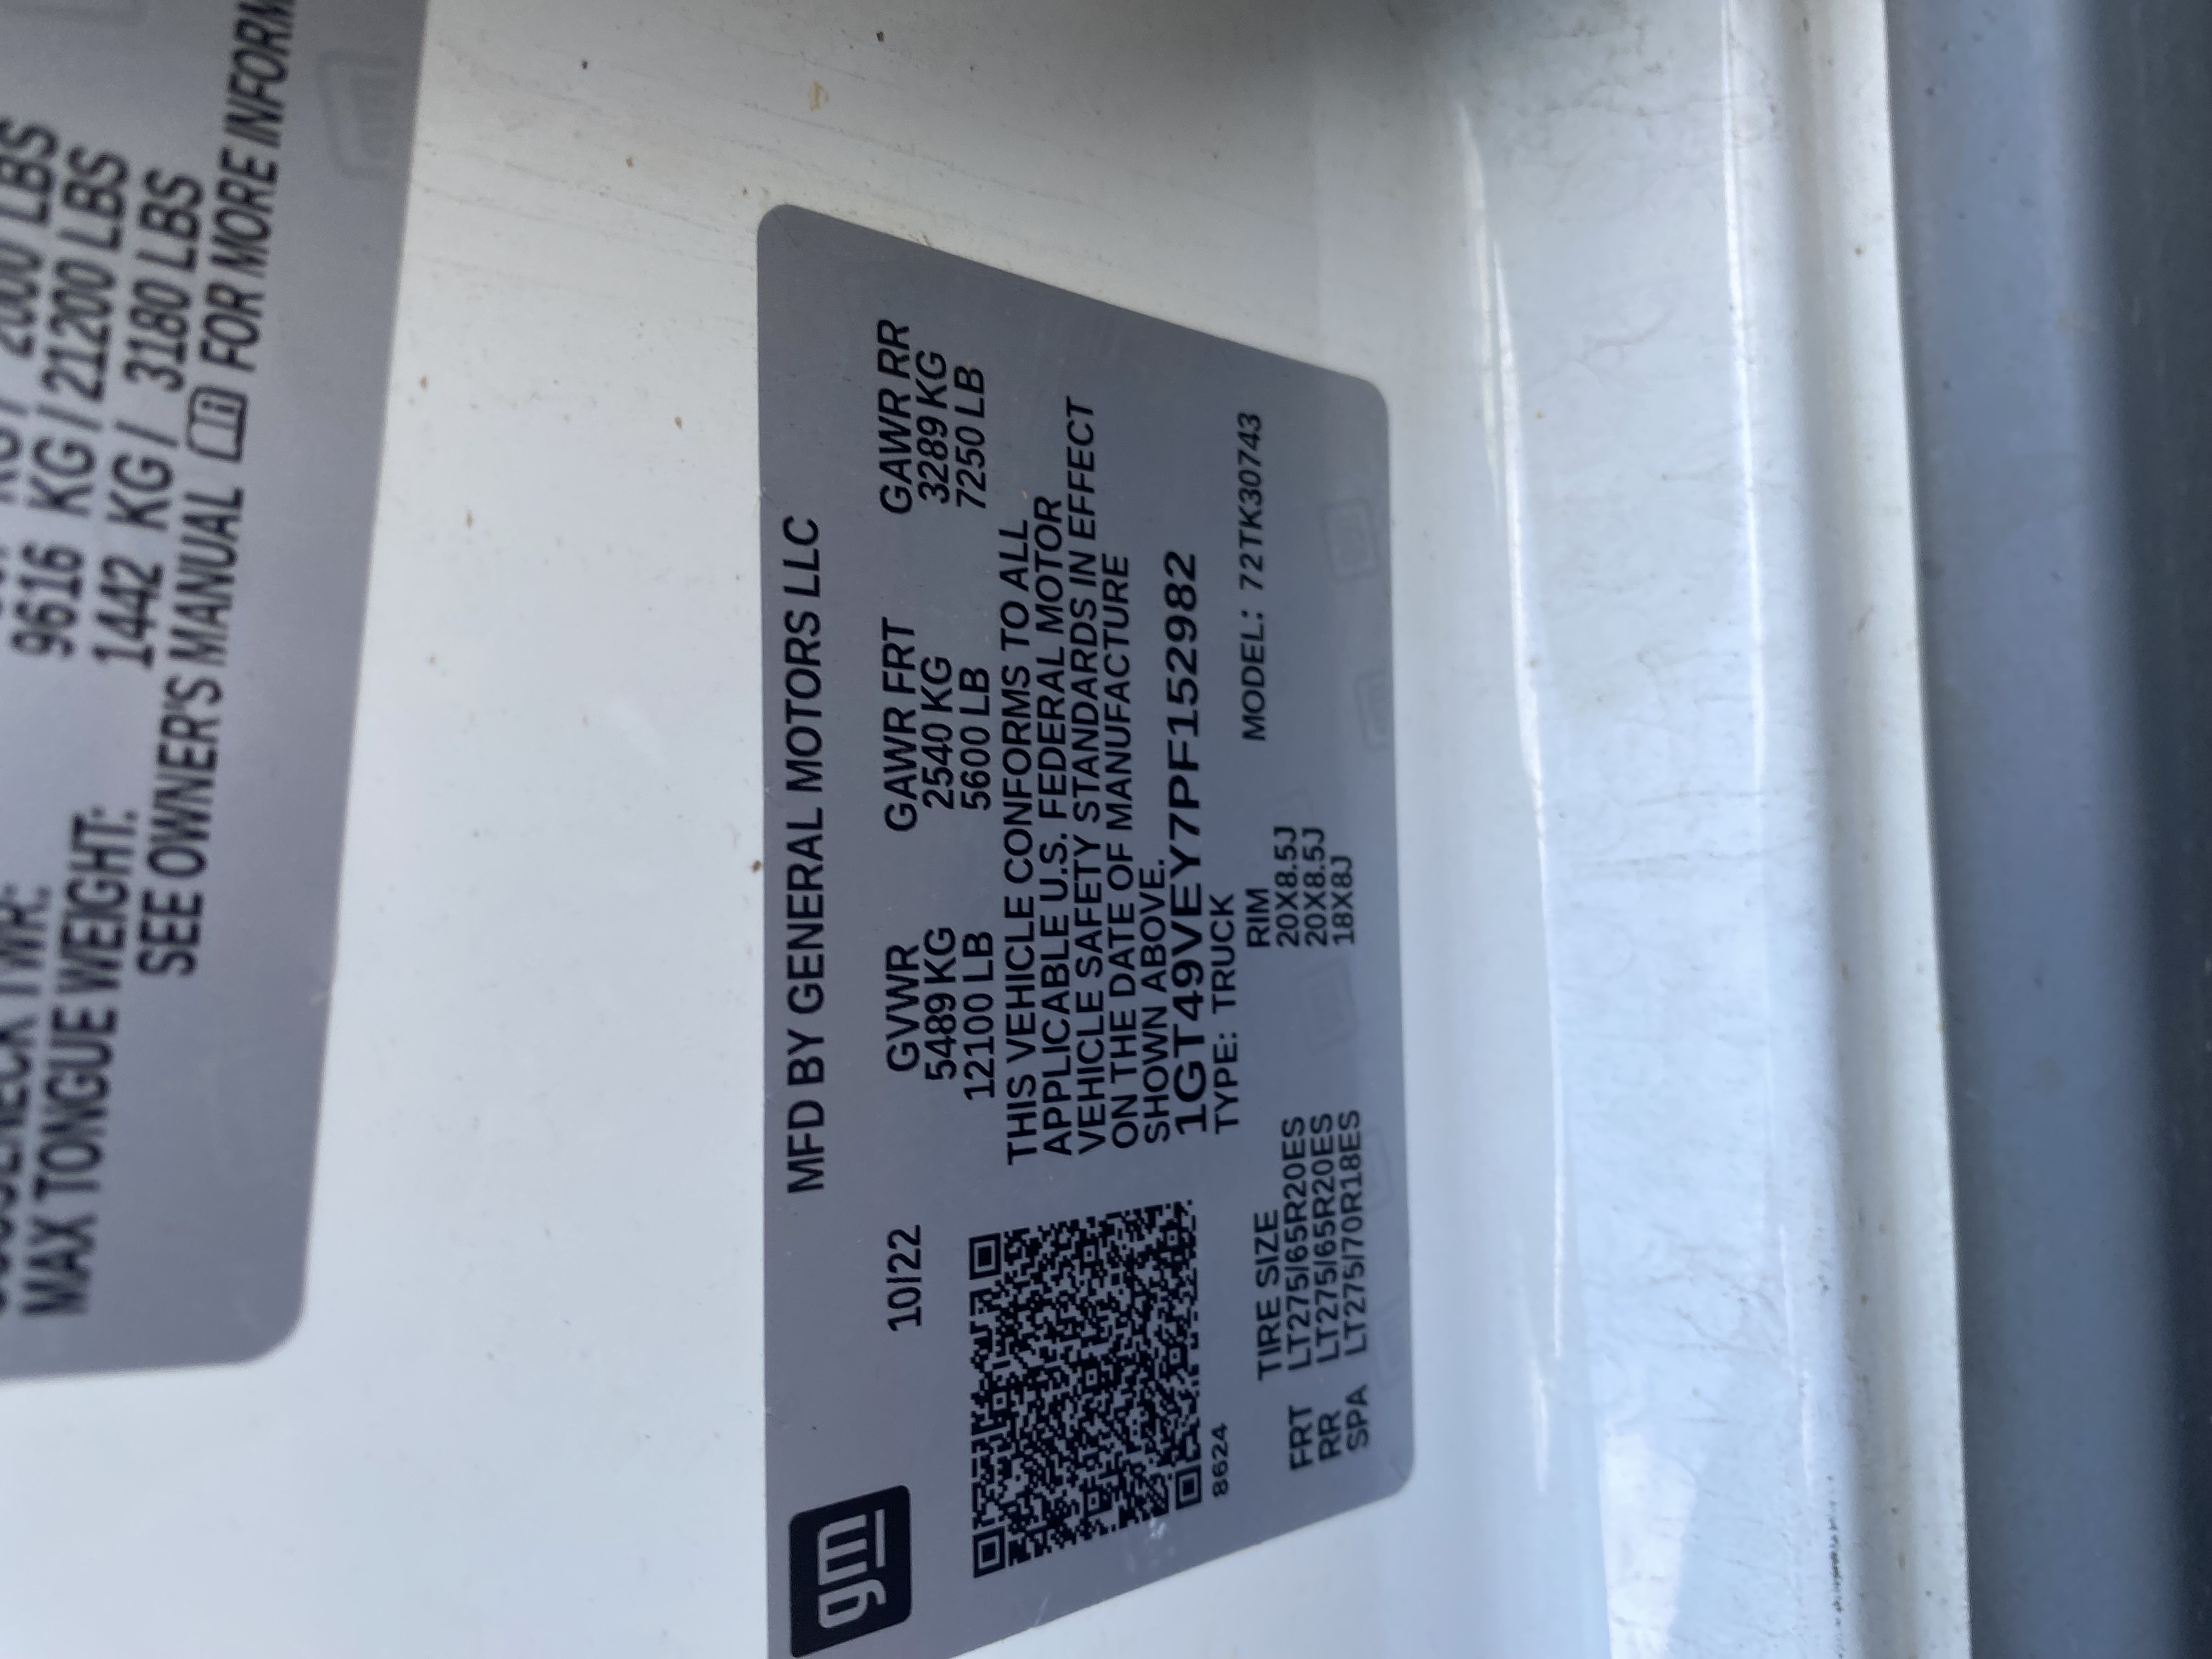 2000 LBS
9616 KG / 21200 LBS
MAX TONGUE WEIGHT: 1442 KG / 3180 LBS
SEE OWNER'S MANUAL FOR MORE INFORM
gm
MFD BY GENERAL MOTORS LLC
10/22
GVWR GAWR FRT GAWR RR
5489 KG 2540 KG 3289 KG
12100 LB 5600 LB 7250 LB
THIS VEHICLE CONFORMS TO ALL
APPLICABLE U.S. FEDERAL MOTOR
VEHICLE SAFETY STANDARDS IN EFFECT
ON THE DATE OF MANUFACTURE
SHOWN ABOVE.
1GT49VEY7PF152982
8624 TYPE: TRUCK
MODEL: 72TK30743
TIRE SIZE RIM
FRT LT275/65R20ES 20X8.5J
RR LT275/65R20ES 20X8.5J
SPA LT275/70R18ES 18X8J